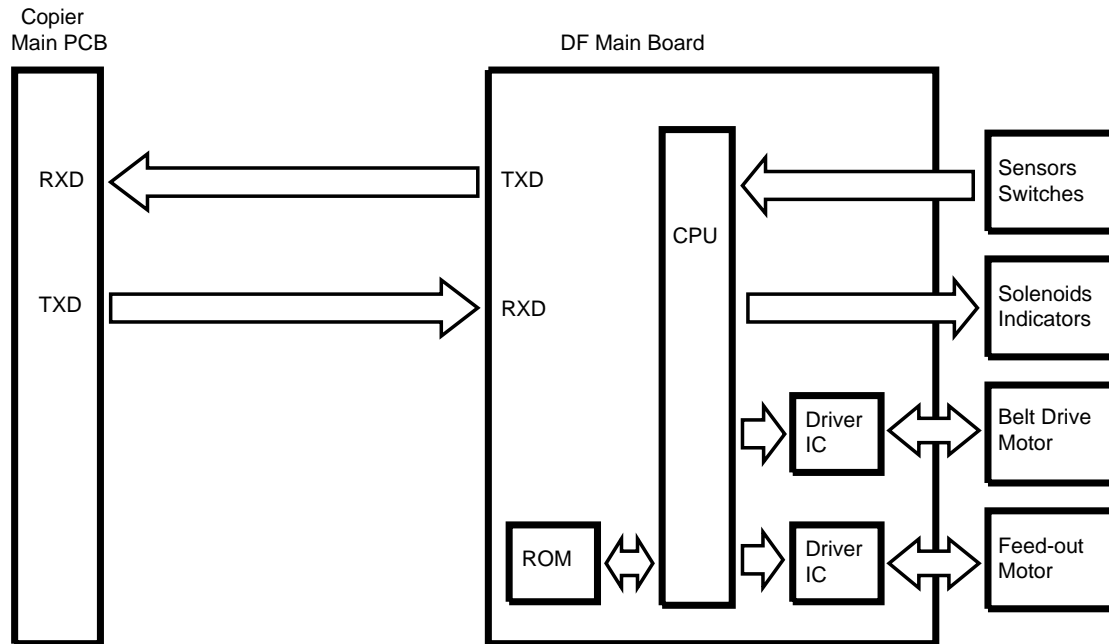 Copier
Main PCB
DF Main Board
RXD
TXD
Sensors
Switches
CPU
TXD
RXD
Solenoids
Indicators
Driver
IC
Belt Drive
Motor
ROM
Driver
IC
Feed-out
Motor